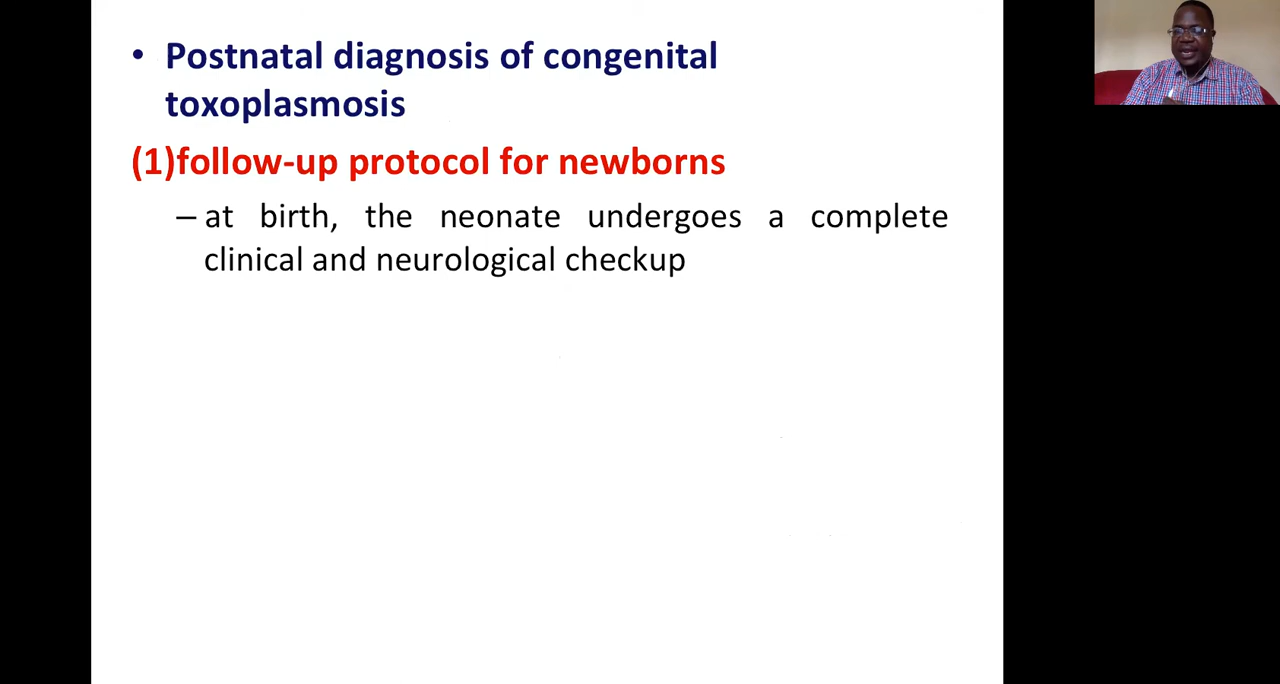 • Postnatal diagnosis of congenital
toxoplasmosis
(1)follow-up protocol for newborns
– at birth, the neonate undergoes a complete
clinical and neurological checkup